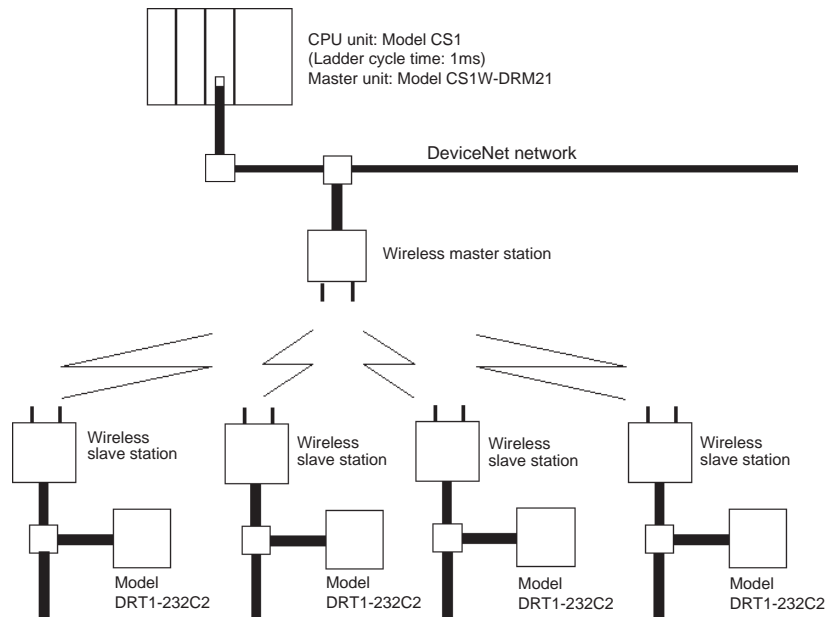 CPU unit: Model CS1
(Ladder cycle time: 1ms)
Master unit: Model CS1W-DRM21
DeviceNet network
Wireless master station
Wireless
slave station
Wireless
slave station
Wireless
slave station
Wireless
slave station
Model
DRT1-232C2
Model
DRT1-232C2
Model
DRT1-232C2
Model
DRT1-232C2